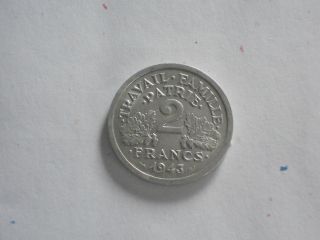 TRAVAIL · FAMILLE
· PATRIE ·
2
FRANCS
· 1943 ·